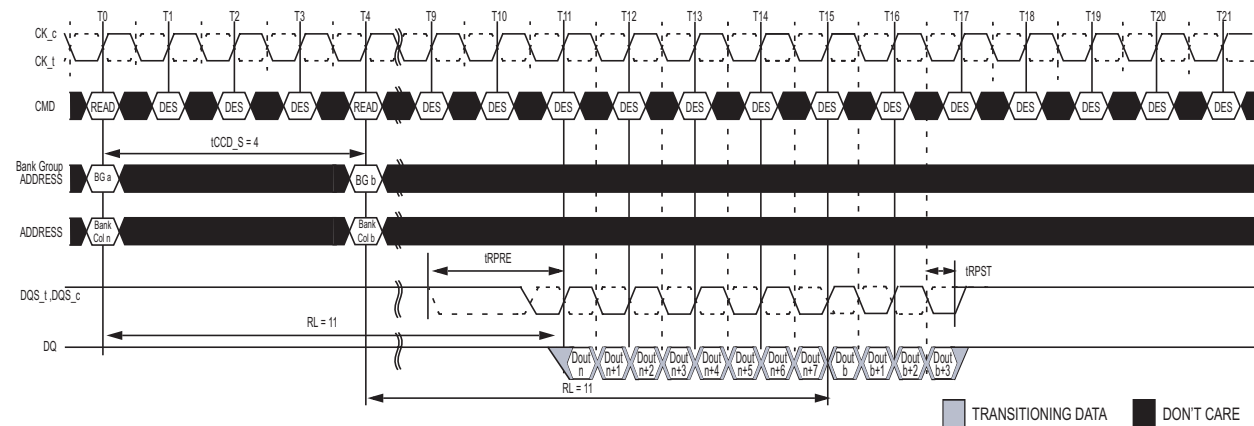 T0 T1 T2 T3 T4 T9 T10 T11 T12 T13 T14 T15 T16 T17 T18 T19 T20 T21
CK_c
CK_t
CMD READ DES DES DES READ DES DES DES DES DES DES DES DES DES DES DES DES DES
tCCD_S = 4
Bank Group
ADDRESS
BG a BG b
ADDRESS
Bank
Col n
Bank
Col b
tRPRE tRPST
DQS_t ,DQS_c
RL = 11
DQ
Dout
n
Dout
n+1
Dout
n+2
Dout
n+3
Dout
n+4
Dout
n+5
Dout
n+6
Dout
n+7
Dout
b
Dout
b+1
Dout
b+2
Dout
b+3
RL = 11
TRANSITIONING DATA DON'T CARE